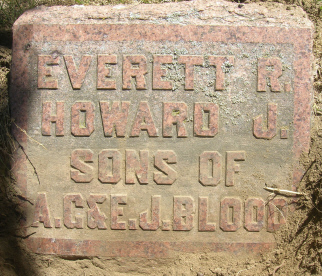 EVERETT R.
HOWARD J.
SONS OF
A.C&E.J.BLOOD